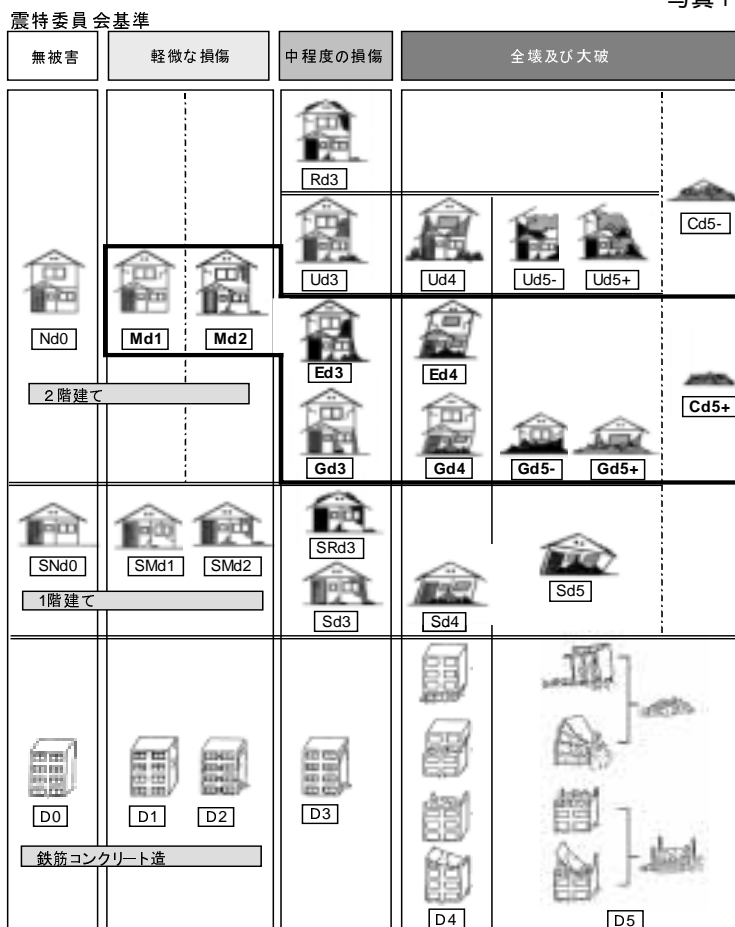 写真1
震特委員会基準
無被害
軽微な損傷
中程度の損傷
全壊及び大破
Rd3
Cd5-
Ud3
Ud4
Ud5-
Ud5+
Nd0
Md1
Md2
Ed3
Ed4
２階建て
Cd5+
Gd3
Gd4
Gd5-
Gd5+
SNd0
SMd1
SMd2
SRd3
1階建て
Sd3
Sd4
Sd5
D0
D1
D2
D3
鉄筋コンクリート造
D4
D5